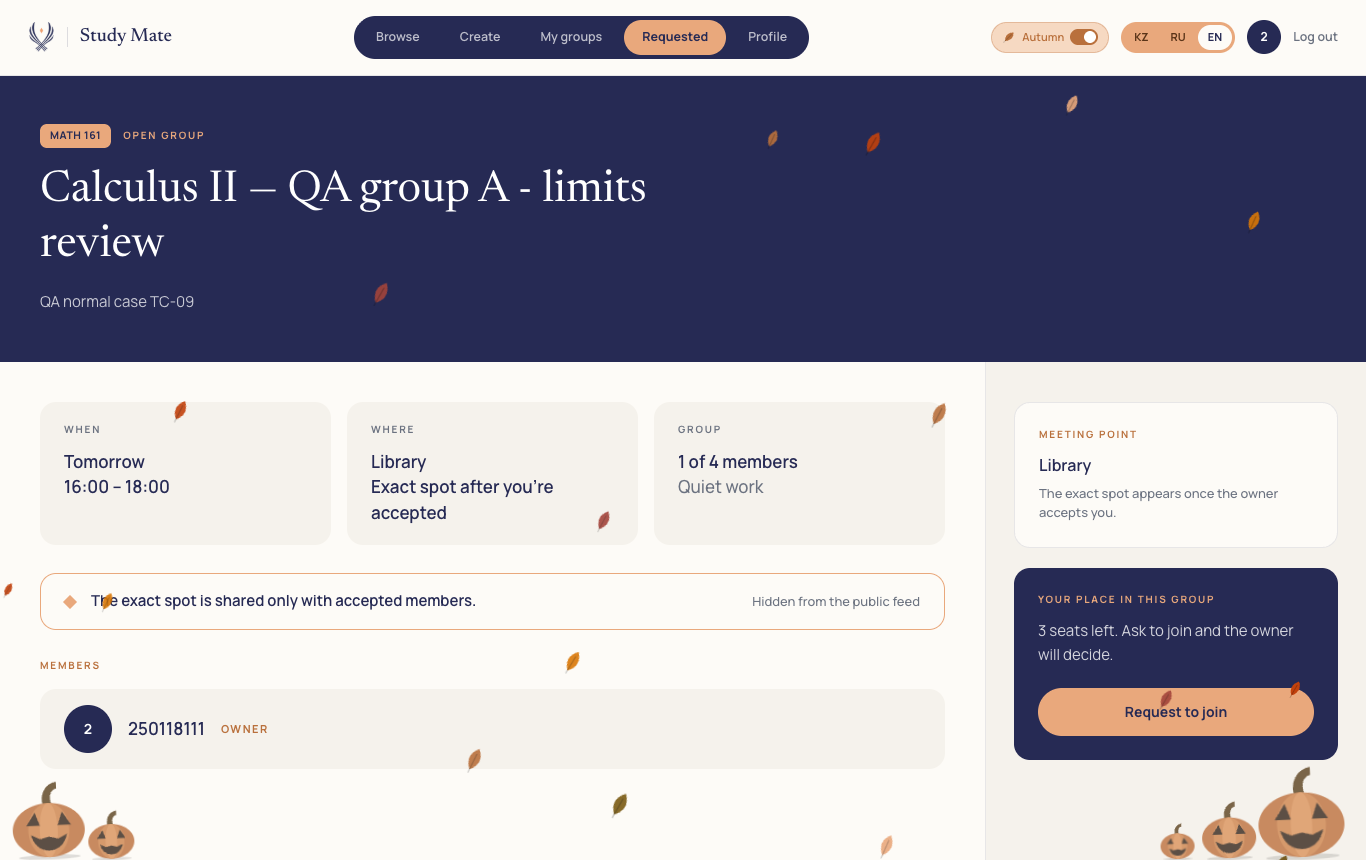 Study Mate
Browse
Create
My groups
Requested
Profile
Autumn
KZ
RU
EN
2
Log out
MATH 161
OPEN GROUP
Calculus II — QA group A - limits
review
QA normal case TC-09
WHEN
Tomorrow
16:00 – 18:00
WHERE
Library
Exact spot after you're
accepted
GROUP
1 of 4 members
Quiet work
The exact spot is shared only with accepted members.
Hidden from the public feed
MEMBERS
2
250118111
OWNER
MEETING POINT
Library
The exact spot appears once the owner
accepts you.
YOUR PLACE IN THIS GROUP
3 seats left. Ask to join and the owner
will decide.
Request to join